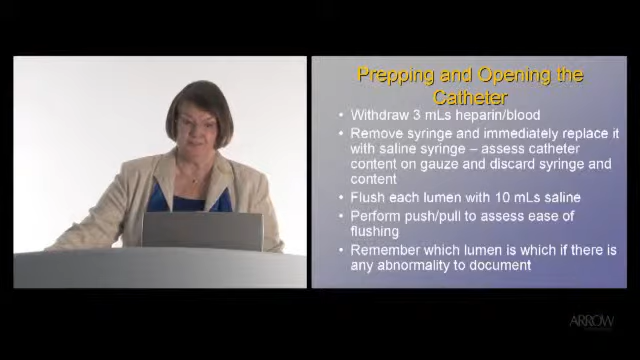 Prepping and Opening the
Catheter
• Withdraw 3 mLs heparin/blood
• Remove syringe and immediately replace it
with saline syringe – assess catheter
content on gauze and discard syringe and
content
• Flush each lumen with 10 mLs saline
• Perform push/pull to assess ease of
flushing
• Remember which lumen is which if there is
any abnormality to document
ARROW